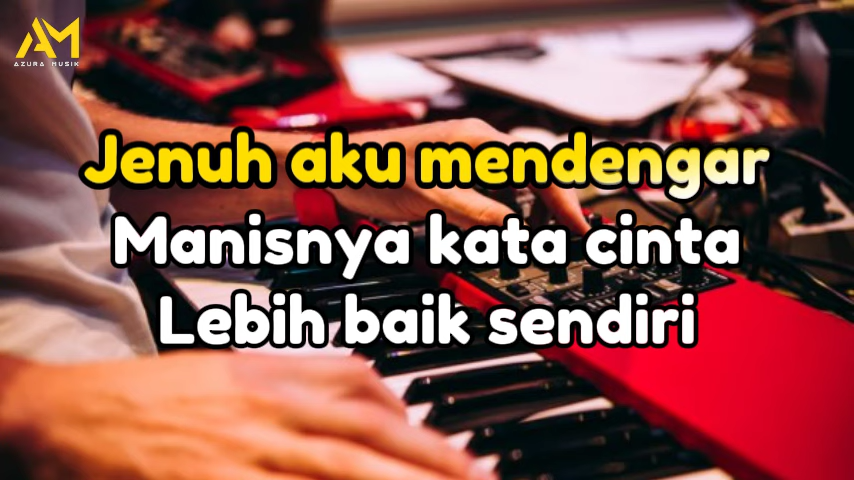 AM
AZURA MUSIK
Jenuh aku mendengar
Manisnya kata cinta
Lebih baik sendiri